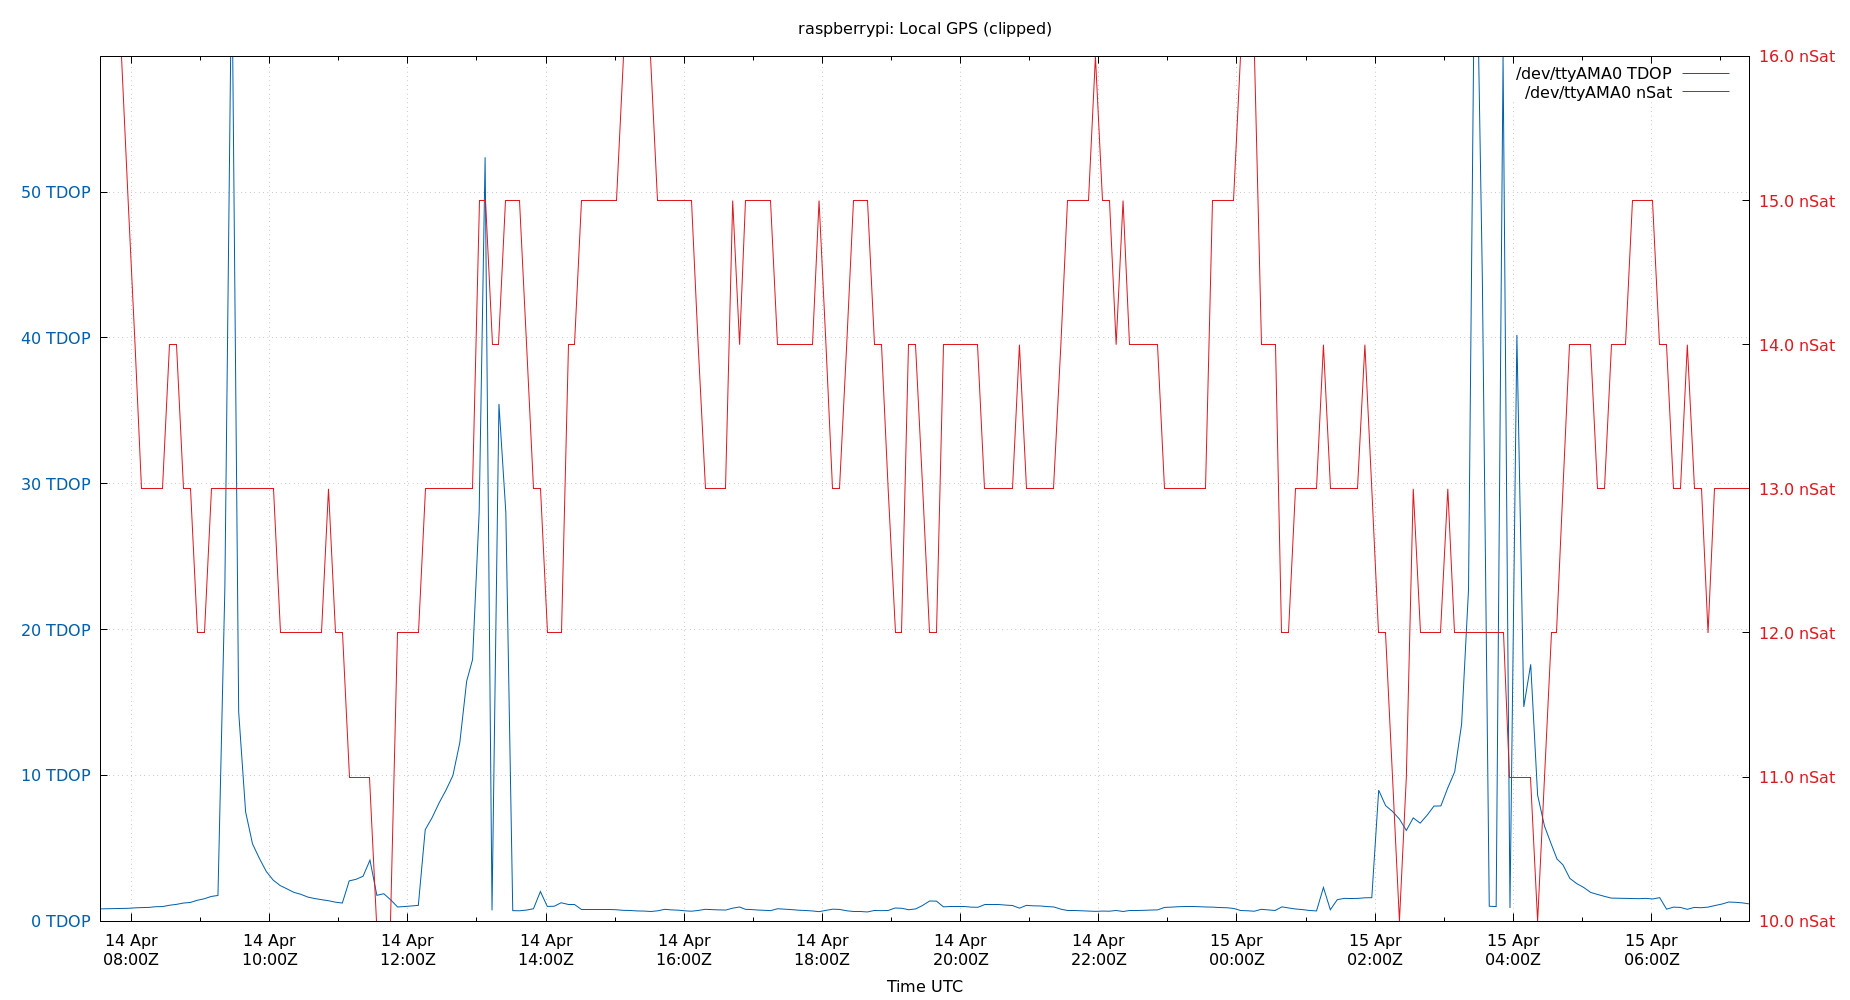 raspberrypi: Local GPS (clipped)
/dev/ttyAMA0 TDOP
/dev/ttyAMA0 nSat
50 TDOP
40 TDOP
30 TDOP
20 TDOP
10 TDOP
0 TDOP
16.0 nSat
15.0 nSat
14.0 nSat
13.0 nSat
12.0 nSat
11.0 nSat
10.0 nSat
14 Apr
08:00Z
14 Apr
10:00Z
14 Apr
12:00Z
14 Apr
14:00Z
14 Apr
16:00Z
14 Apr
18:00Z
14 Apr
20:00Z
14 Apr
22:00Z
15 Apr
00:00Z
15 Apr
02:00Z
15 Apr
04:00Z
15 Apr
06:00Z
Time UTC